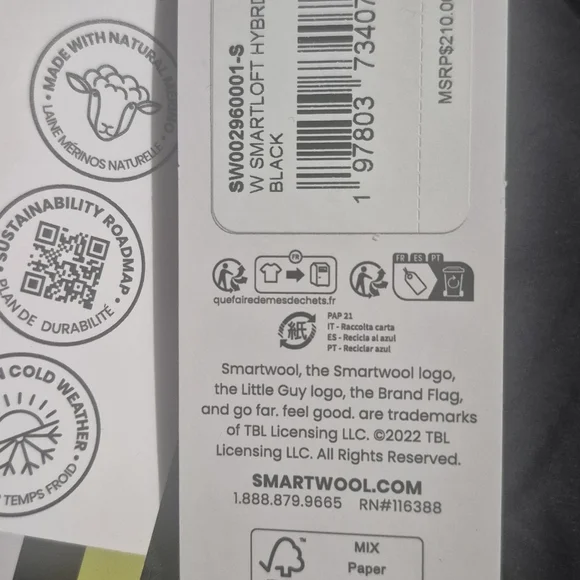 MADE WITH NATURAL
LAINE MÉRINOS NATURELLE
SUSTAINABILITY ROADMAP
PLAN DE DURABILITÉ
COLD WEATHER
TEMPS FROID
SW002960001-S
W SMARTLOFT HYBRID
BLACK
1 97803 73407
MSRP$210.00
FR
FR ES PT
quefairedemesdechets.fr
紙
PAP 21
IT - Raccolta carta
ES - Recicla al azul
PT - Reciclar azul
Smartwool, the Smartwool logo,
the Little Guy logo, the Brand Flag,
and go far. feel good. are trademarks
of TBL Licensing LLC. ©2022 TBL
Licensing LLC. All Rights Reserved.
SMARTWOOL.COM
1.888.879.9665 RN#116388
MIX
Paper